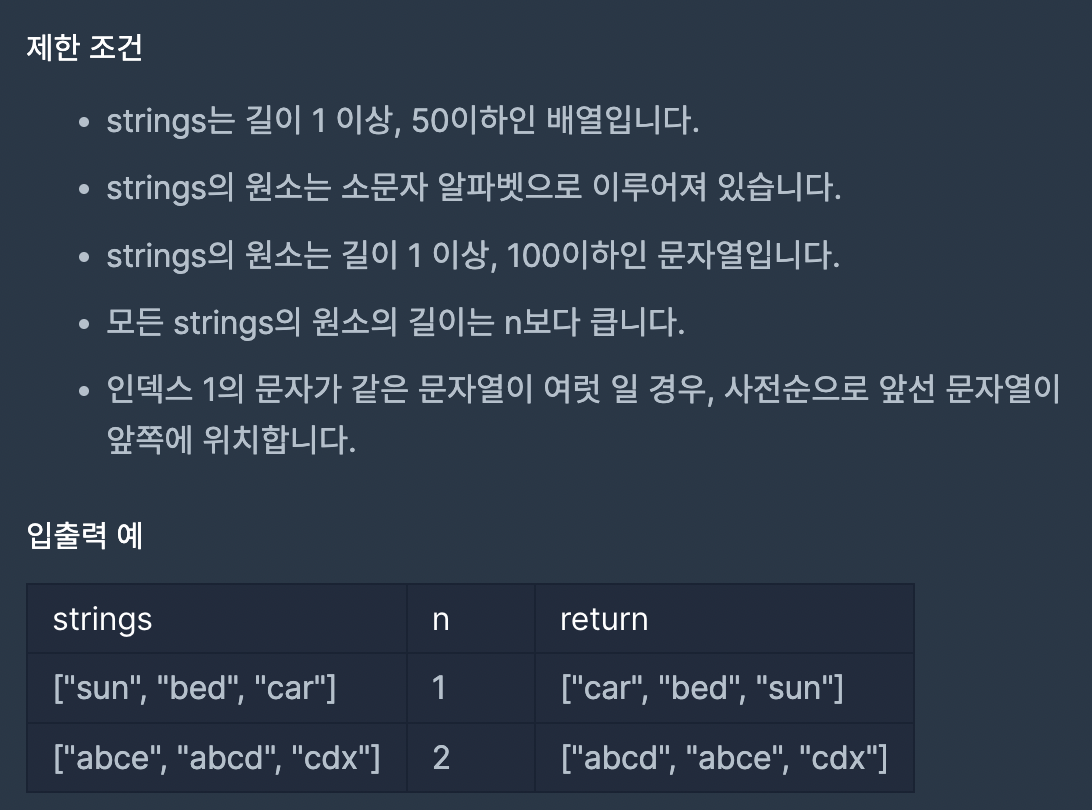 제한 조건
• strings는 길이 1 이상, 50이하인 배열입니다.
• strings의 원소는 소문자 알파벳으로 이루어져 있습니다.
• strings의 원소는 길이 1 이상, 100이하인 문자열입니다.
• 모든 strings의 원소의 길이는 n보다 큽니다.
• 인덱스 1의 문자가 같은 문자열이 여럿 일 경우, 사전순으로 앞선 문자열이
앞쪽에 위치합니다.
입출력 예
strings n return
["sun", "bed", "car"] 1 ["car", "bed", "sun"]
["abce", "abcd", "cdx"] 2 ["abcd", "abce", "cdx"]